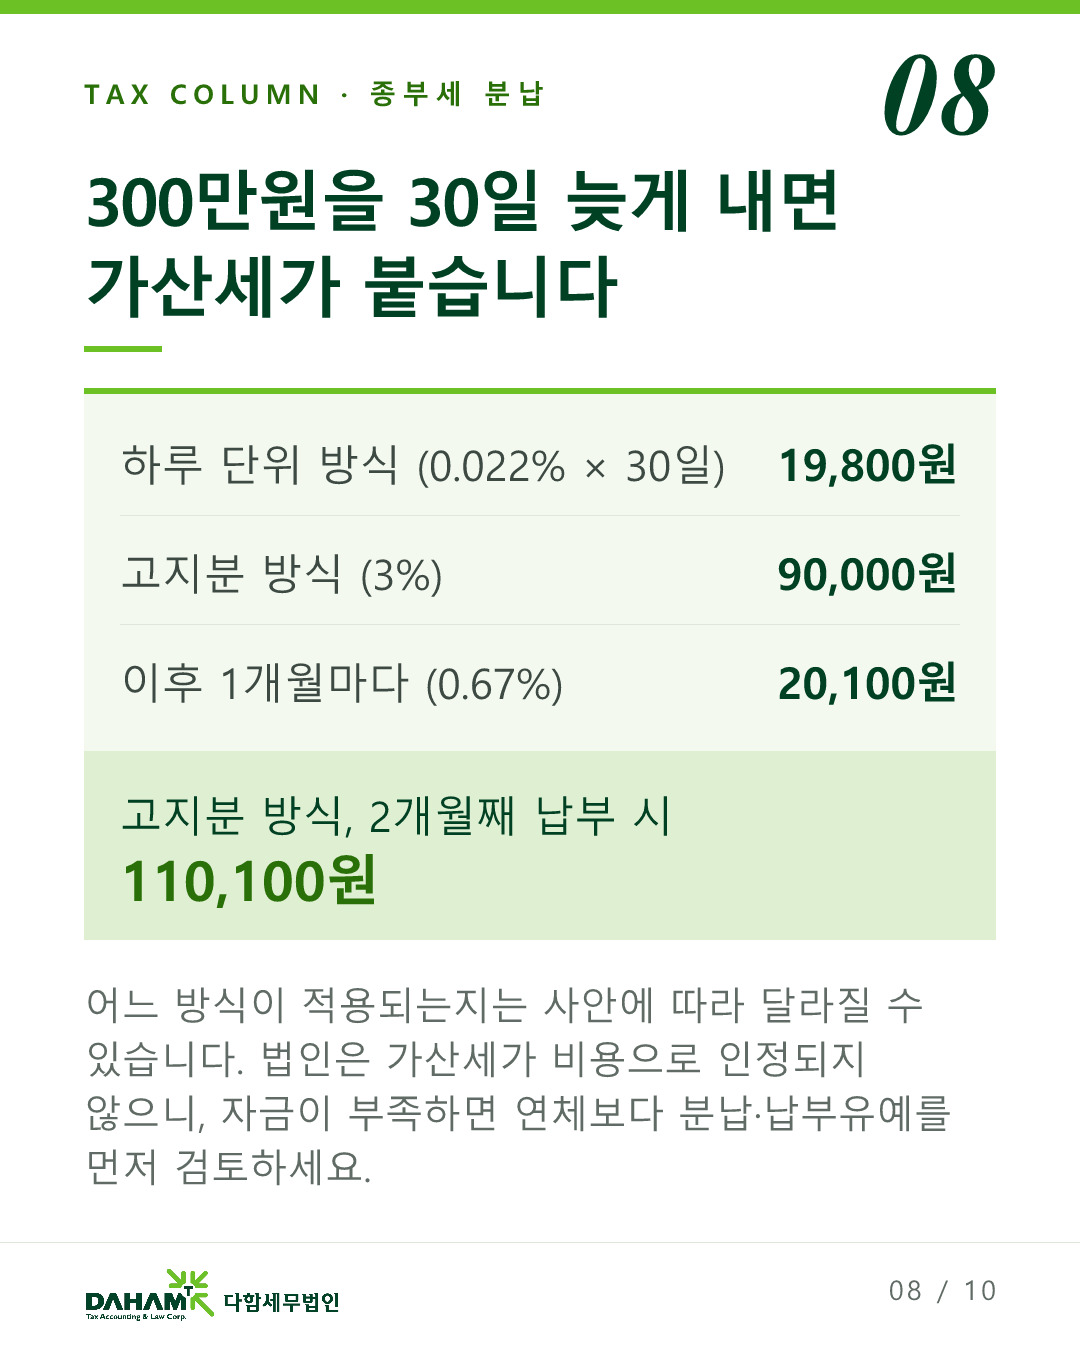 TAX COLUMN · 종부세 분납
08
300만원을 30일 늦게 내면
가산세가 붙습니다
하루 단위 방식 (0.022% × 30일) 19,800원
고지분 방식 (3%) 90,000원
이후 1개월마다 (0.67%) 20,100원
고지분 방식, 2개월째 납부 시
110,100원
어느 방식이 적용되는지는 사안에 따라 달라질 수
있습니다. 법인은 가산세가 비용으로 인정되지
않으니, 자금이 부족하면 연체보다 분납·납부유예를
먼저 검토하세요.
DAHAM T 다함세무법인
Tax Accounting & Law Corp.
08 / 10